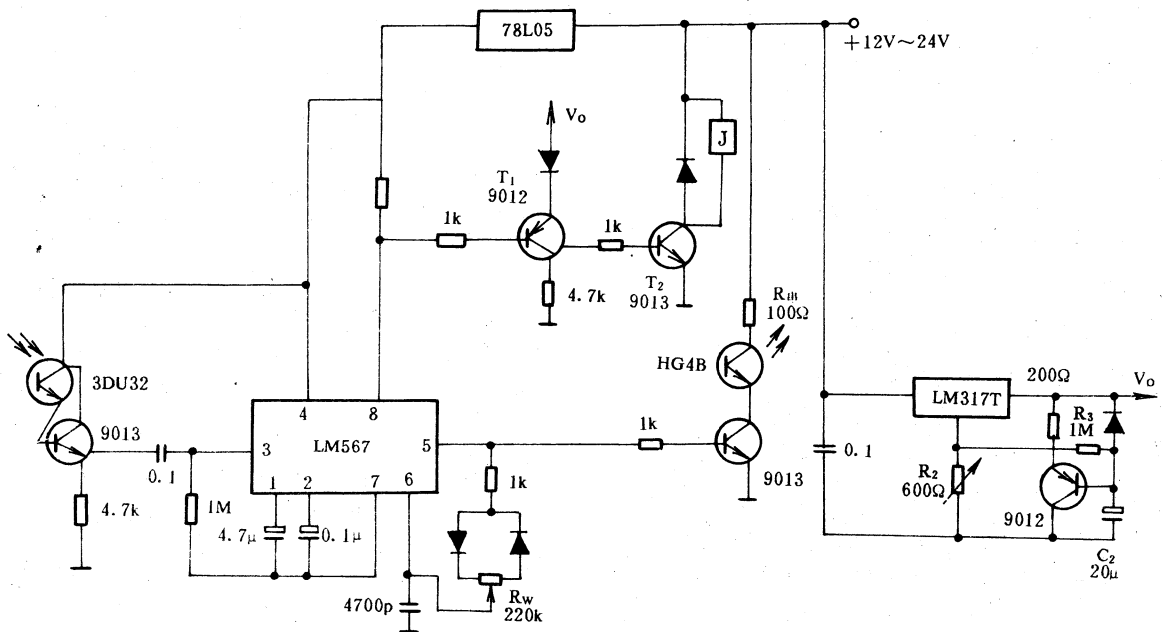 78L05
+12V~24V
Vo
T1
9012
1k
1k
J
4.7k
T2
9013
100Ω
HG4B
3DU32
9013
0.1
4.7k
1M
4 8
3 LM567 5
1 2 7 6
4.7μ
0.1μ
1k
1k
9013
4700p
RW
220k
0.1
LM317T
200Ω
Vo
R3
1M
R2
600Ω
9012
C2
20μ